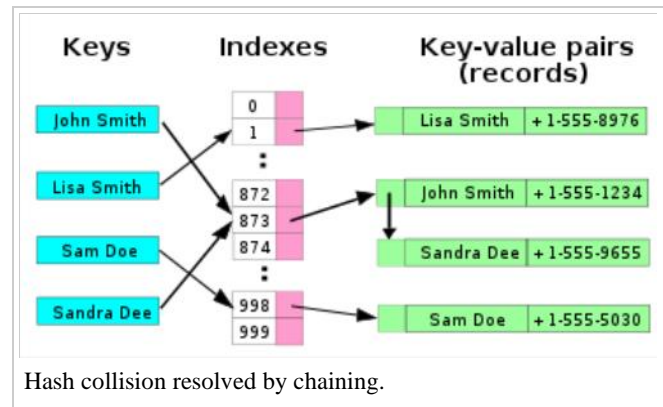 Keys
Indexes
Key-value pairs
(records)
John Smith
Lisa Smith
Sam Doe
Sandra Dee
0
1
:
872
873
874
:
998
999
Lisa Smith +1-555-8976
John Smith +1-555-1234
Sandra Dee +1-555-9655
Sam Doe +1-555-5030
Hash collision resolved by chaining.